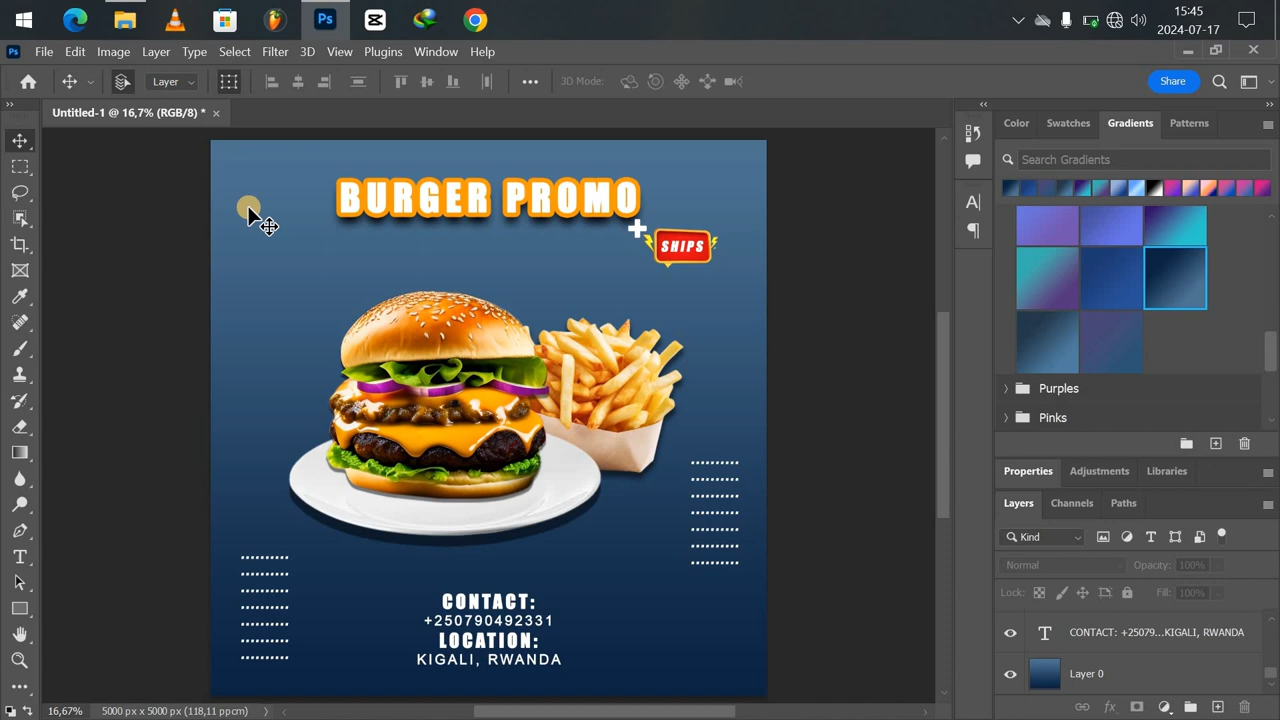 15:45
2024-07-17
Ps
File Edit Image Layer Type Select Filter 3D View Plugins Window Help
Layer
3D Mode:
Share
Untitled-1 @ 16,7% (RGB/8) *
Color Swatches Gradients Patterns
Search Gradients
BURGER PROMO
SHIPS
Purples
Pinks
Properties Adjustments Libraries
Layers Channels Paths
Kind
Normal Opacity: 100%
Lock: Fill: 100%
CONTACT:
+250790492331
LOCATION:
KIGALI, RWANDA
CONTACT: +25079...KIGALI, RWANDA
Layer 0
16,67% 5000 px x 5000 px (118,11 ppcm)